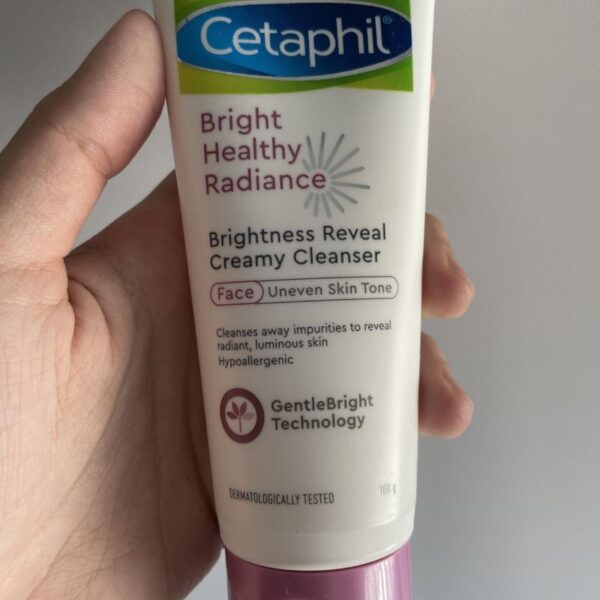 Cetaphil®
Bright
Healthy
Radiance
Brightness Reveal
Creamy Cleanser
Face Uneven Skin Tone
Cleanses away impurities to reveal
radiant, luminous skin
Hypoallergenic
GentleBright
Technology
DERMATOLOGICALLY TESTED 100 g